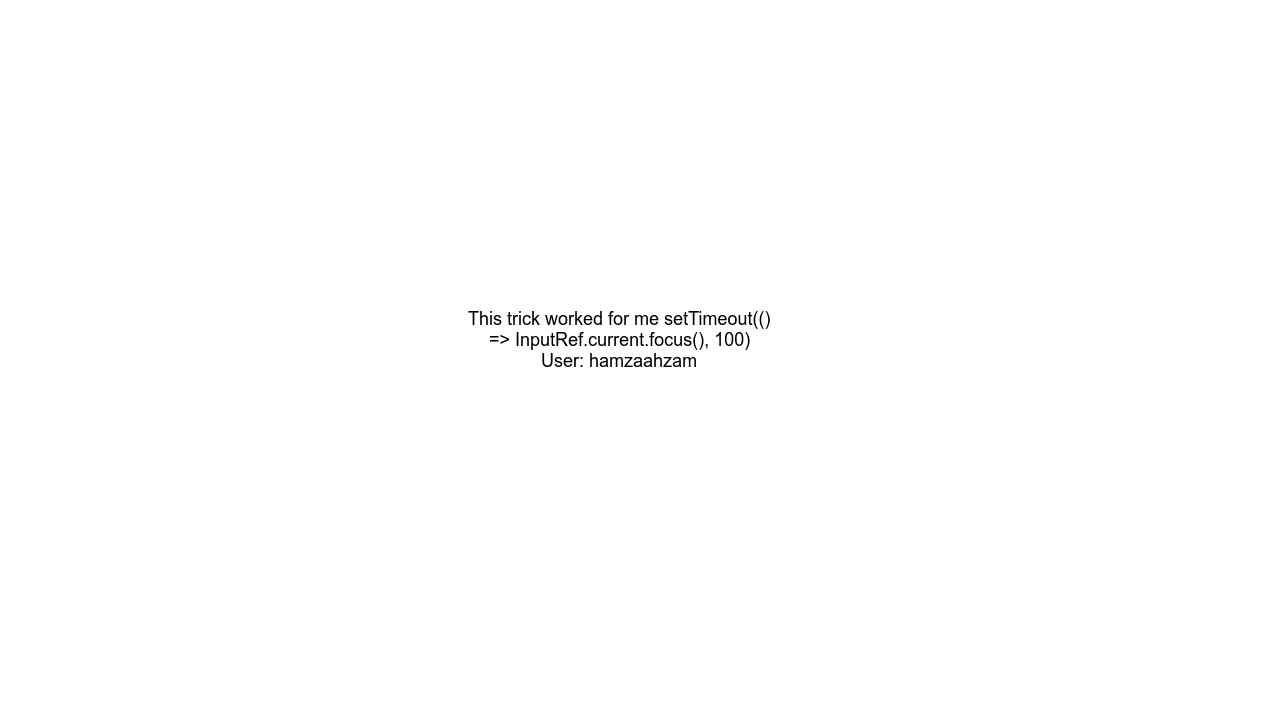 This trick worked for me setTimeout(()
=> InputRef.current.focus(), 100)
User: hamzaahzam